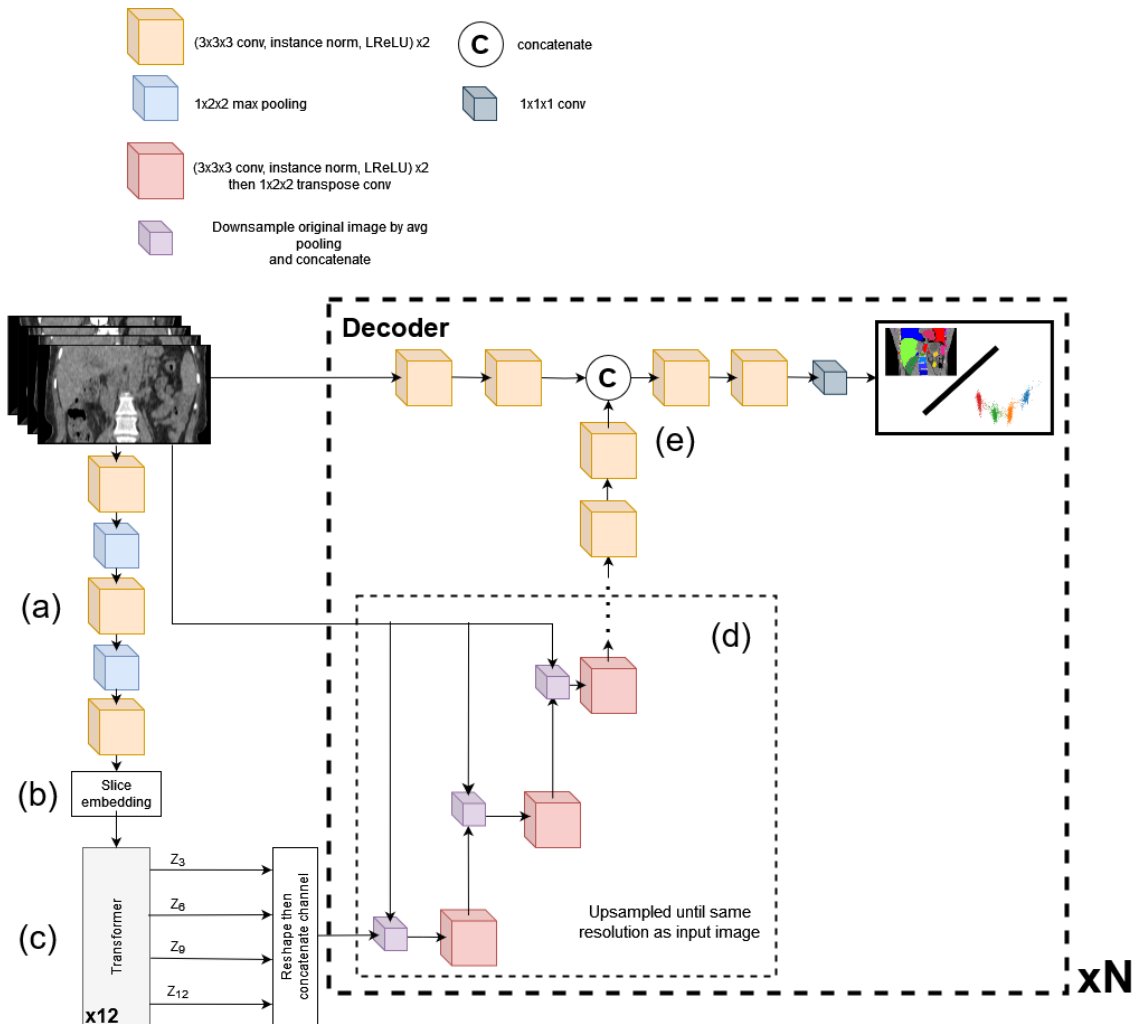 (3x3x3 conv, instance norm, LReLU) x2
C
concatenate
1x2x2 max pooling
1x1x1 conv
(3x3x3 conv, instance norm, LReLU) x2
then 1x2x2 transpose conv
Downsample original image by avg
pooling
and concatenate
Decoder
C
(e)
(a)
(d)
(b)
Slice
embedding
(c)
Transformer
x12
Z3
Z6
Z9
Z12
Reshape then
concatenate channel
Upsampled until same
resolution as input image
xN